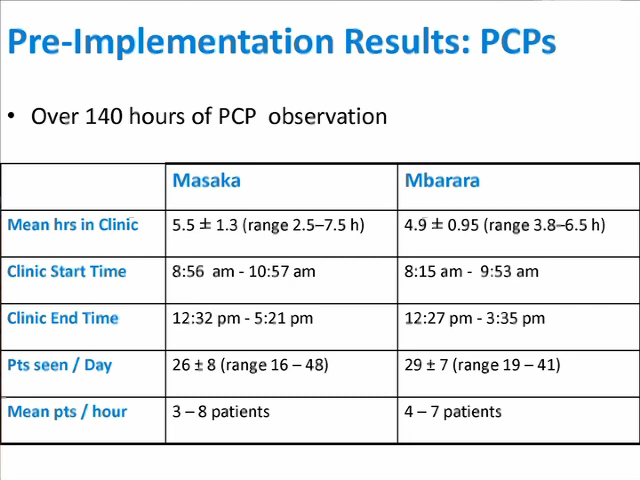 Pre-Implementation Results: PCPs
• Over 140 hours of PCP observation
Masaka Mbarara
Mean hrs in Clinic 5.5 ± 1.3 (range 2.5–7.5 h) 4.9 ± 0.95 (range 3.8–6.5 h)
Clinic Start Time 8:56 am - 10:57 am 8:15 am - 9:53 am
Clinic End Time 12:32 pm - 5:21 pm 12:27 pm - 3:35 pm
Pts seen / Day 26 ± 8 (range 16 – 48) 29 ± 7 (range 19 – 41)
Mean pts / hour 3 – 8 patients 4 – 7 patients